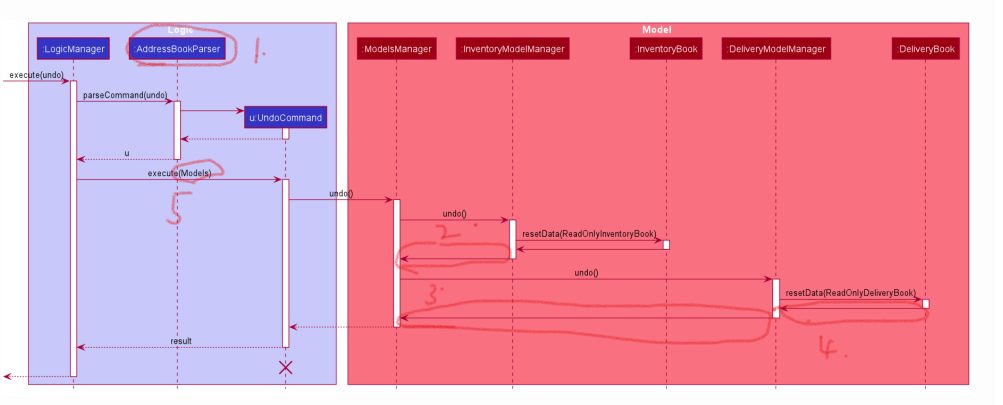 Logic
Model
:LogicManager
:AddressBookParser
1.
:ModelsManager
:InventoryModelManager
:InventoryBook
:DeliveryModelManager
:DeliveryBook
execute(undo)
parseCommand(undo)
u:UndoCommand
u
execute(Models)
5
undo()
undo()
2.
resetData(ReadOnlyInventoryBook)
undo()
3.
resetData(ReadOnlyDeliveryBook)
4.
result